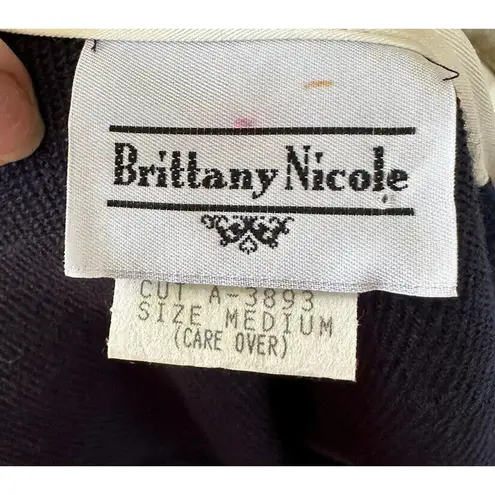 Brittany Nicole
CUT A-3893
SIZE MEDIUM
(CARE OVER)